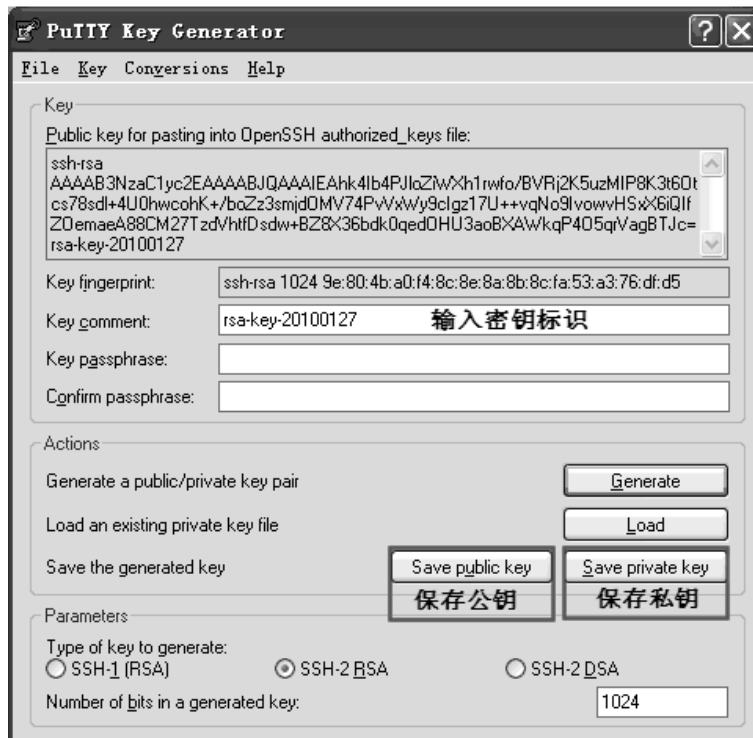 PuTTY Key Generator
File Key Conversions Help
Key
Public key for pasting into OpenSSH authorized_keys file:
ssh-rsa
AAAAB3NzaC1yc2EAAAABJQAAAIEAhk4Ib4PJIoZiWXh1rwfo/BVRj2K5uzMIP8K3t6Ot
cs78sdI+4U0hwcohK+/boZz3smjdOMV74PvVxWy9cIgz17U++vqNo9IvowvHSxX6iQIf
ZOemaeA88CM27TzdVhtfDsdw+BZ8X36bdk0qedOHU3aoBXAWkqP4O5qrVagBTJc=
rsa-key-20100127
Key fingerprint: ssh-rsa 1024 9e:80:4b:a0:f4:8c:8e:8a:8b:8c:fa:53:a3:76:df:d5
Key comment: rsa-key-20100127 输入密钥标识
Key passphrase:
Confirm passphrase:
Actions
Generate a public/private key pair Generate
Load an existing private key file Load
Save the generated key Save public key Save private key
保存公钥 保存私钥
Parameters
Type of key to generate:
SSH-1 (RSA) SSH-2 RSA SSH-2 DSA
Number of bits in a generated key: 1024